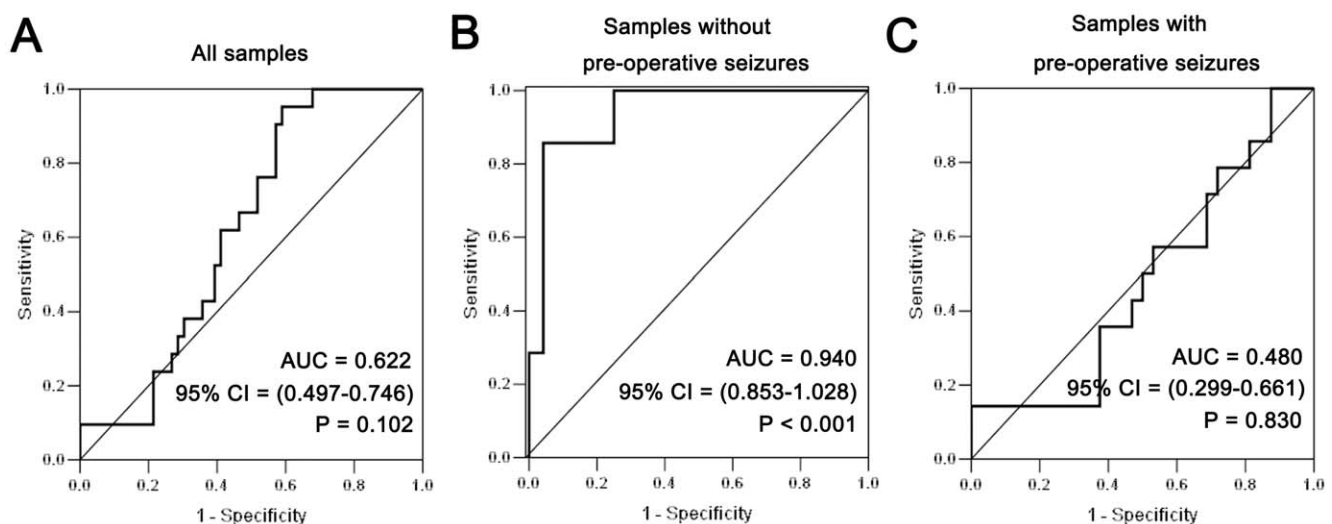 A
All samples
1.0
0.8
0.6
0.4
0.2
0.0
Sensitivity
AUC = 0.622
95% CI = (0.497-0.746)
P = 0.102
0.0 0.2 0.4 0.6 0.8 1.0
1 - Specificity
B
Samples without
pre-operative seizures
1.0
0.8
0.6
0.4
0.2
0.0
Sensitivity
AUC = 0.940
95% CI = (0.853-1.028)
P < 0.001
0.0 0.2 0.4 0.6 0.8 1.0
1 - Specificity
C
Samples with
pre-operative seizures
1.0
0.8
0.6
0.4
0.2
0.0
Sensitivity
AUC = 0.480
95% CI = (0.299-0.661)
P = 0.830
0.0 0.2 0.4 0.6 0.8 1.0
1 - Specificity